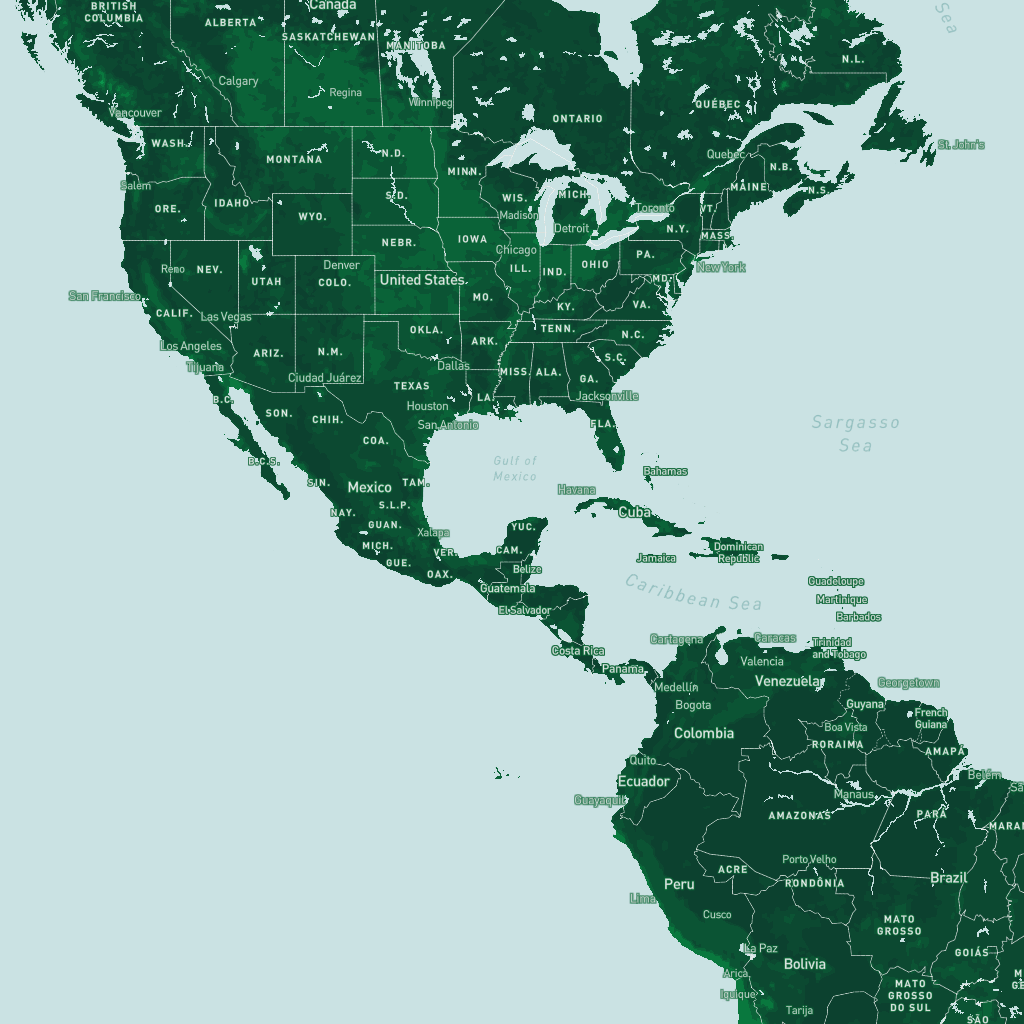 BRITISH
COLUMBIA
ALBERTA
Canada
SASKATCHEWAN
MANITOBA
Sea
N.L.
Calgary
Regina
Winnipeg
QUÉBEC
ONTARIO
Vancouver
WASH.
MONTANA
N.D.
MINN.
Quebec
N.B.
St. John's
Salem
ORE.
IDAHO
WYO.
S.D.
WIS.
MICH.
MAINE
N.S.
Madison
Toronto
VT.
Detroit
N.Y.
MASS.
NEBR.
IOWA
Chicago
PA.
Reno
NEV.
UTAH
Denver
COLO.
United States
ILL.
IND.
OHIO
MD.
New York
San Francisco
CALIF.
Las Vegas
MO.
KY.
VA.
OKLA.
TENN.
N.C.
Los Angeles
ARIZ.
N.M.
ARK.
S.C.
Tijuana
Ciudad Juárez
Dallas
MISS.
ALA.
GA.
TEXAS
B.C.
LA.
Jacksonville
SON.
CHIH.
Houston
San Antonio
FLA.
Sargasso
Sea
COA.
B.C.S.
Gulf of
Mexico
Bahamas
SIN.
Mexico
TAM.
Havana
S.L.P.
NAY.
Cuba
GUAN.
Xalapa
YUC.
MICH.
VER.
CAM.
Dominican
Republic
Jamaica
GUE.
OAX.
Belize
Guatemala
Caribbean Sea
Guadeloupe
Martinique
El Salvador
Barbados
Cartagena
Caracas
Trinidad
and Tobago
Costa Rica
Panama
Valencia
Venezuela
Medellín
Georgetown
Bogota
Guyana
French
Guiana
Colombia
Boa Vista
RORAIMA
AMAPÁ
Quito
Ecuador
Belém
Guayaquil
Manaus
AMAZONAS
PARÁ
MARAN
Porto Velho
ACRE
Peru
RONDÔNIA
Brazil
Lima
Cusco
MATO
GROSSO
La Paz
GOIÁS
Bolivia
Arica
Iquique
MATO
GROSSO
DO SUL
Tarija
SÃO